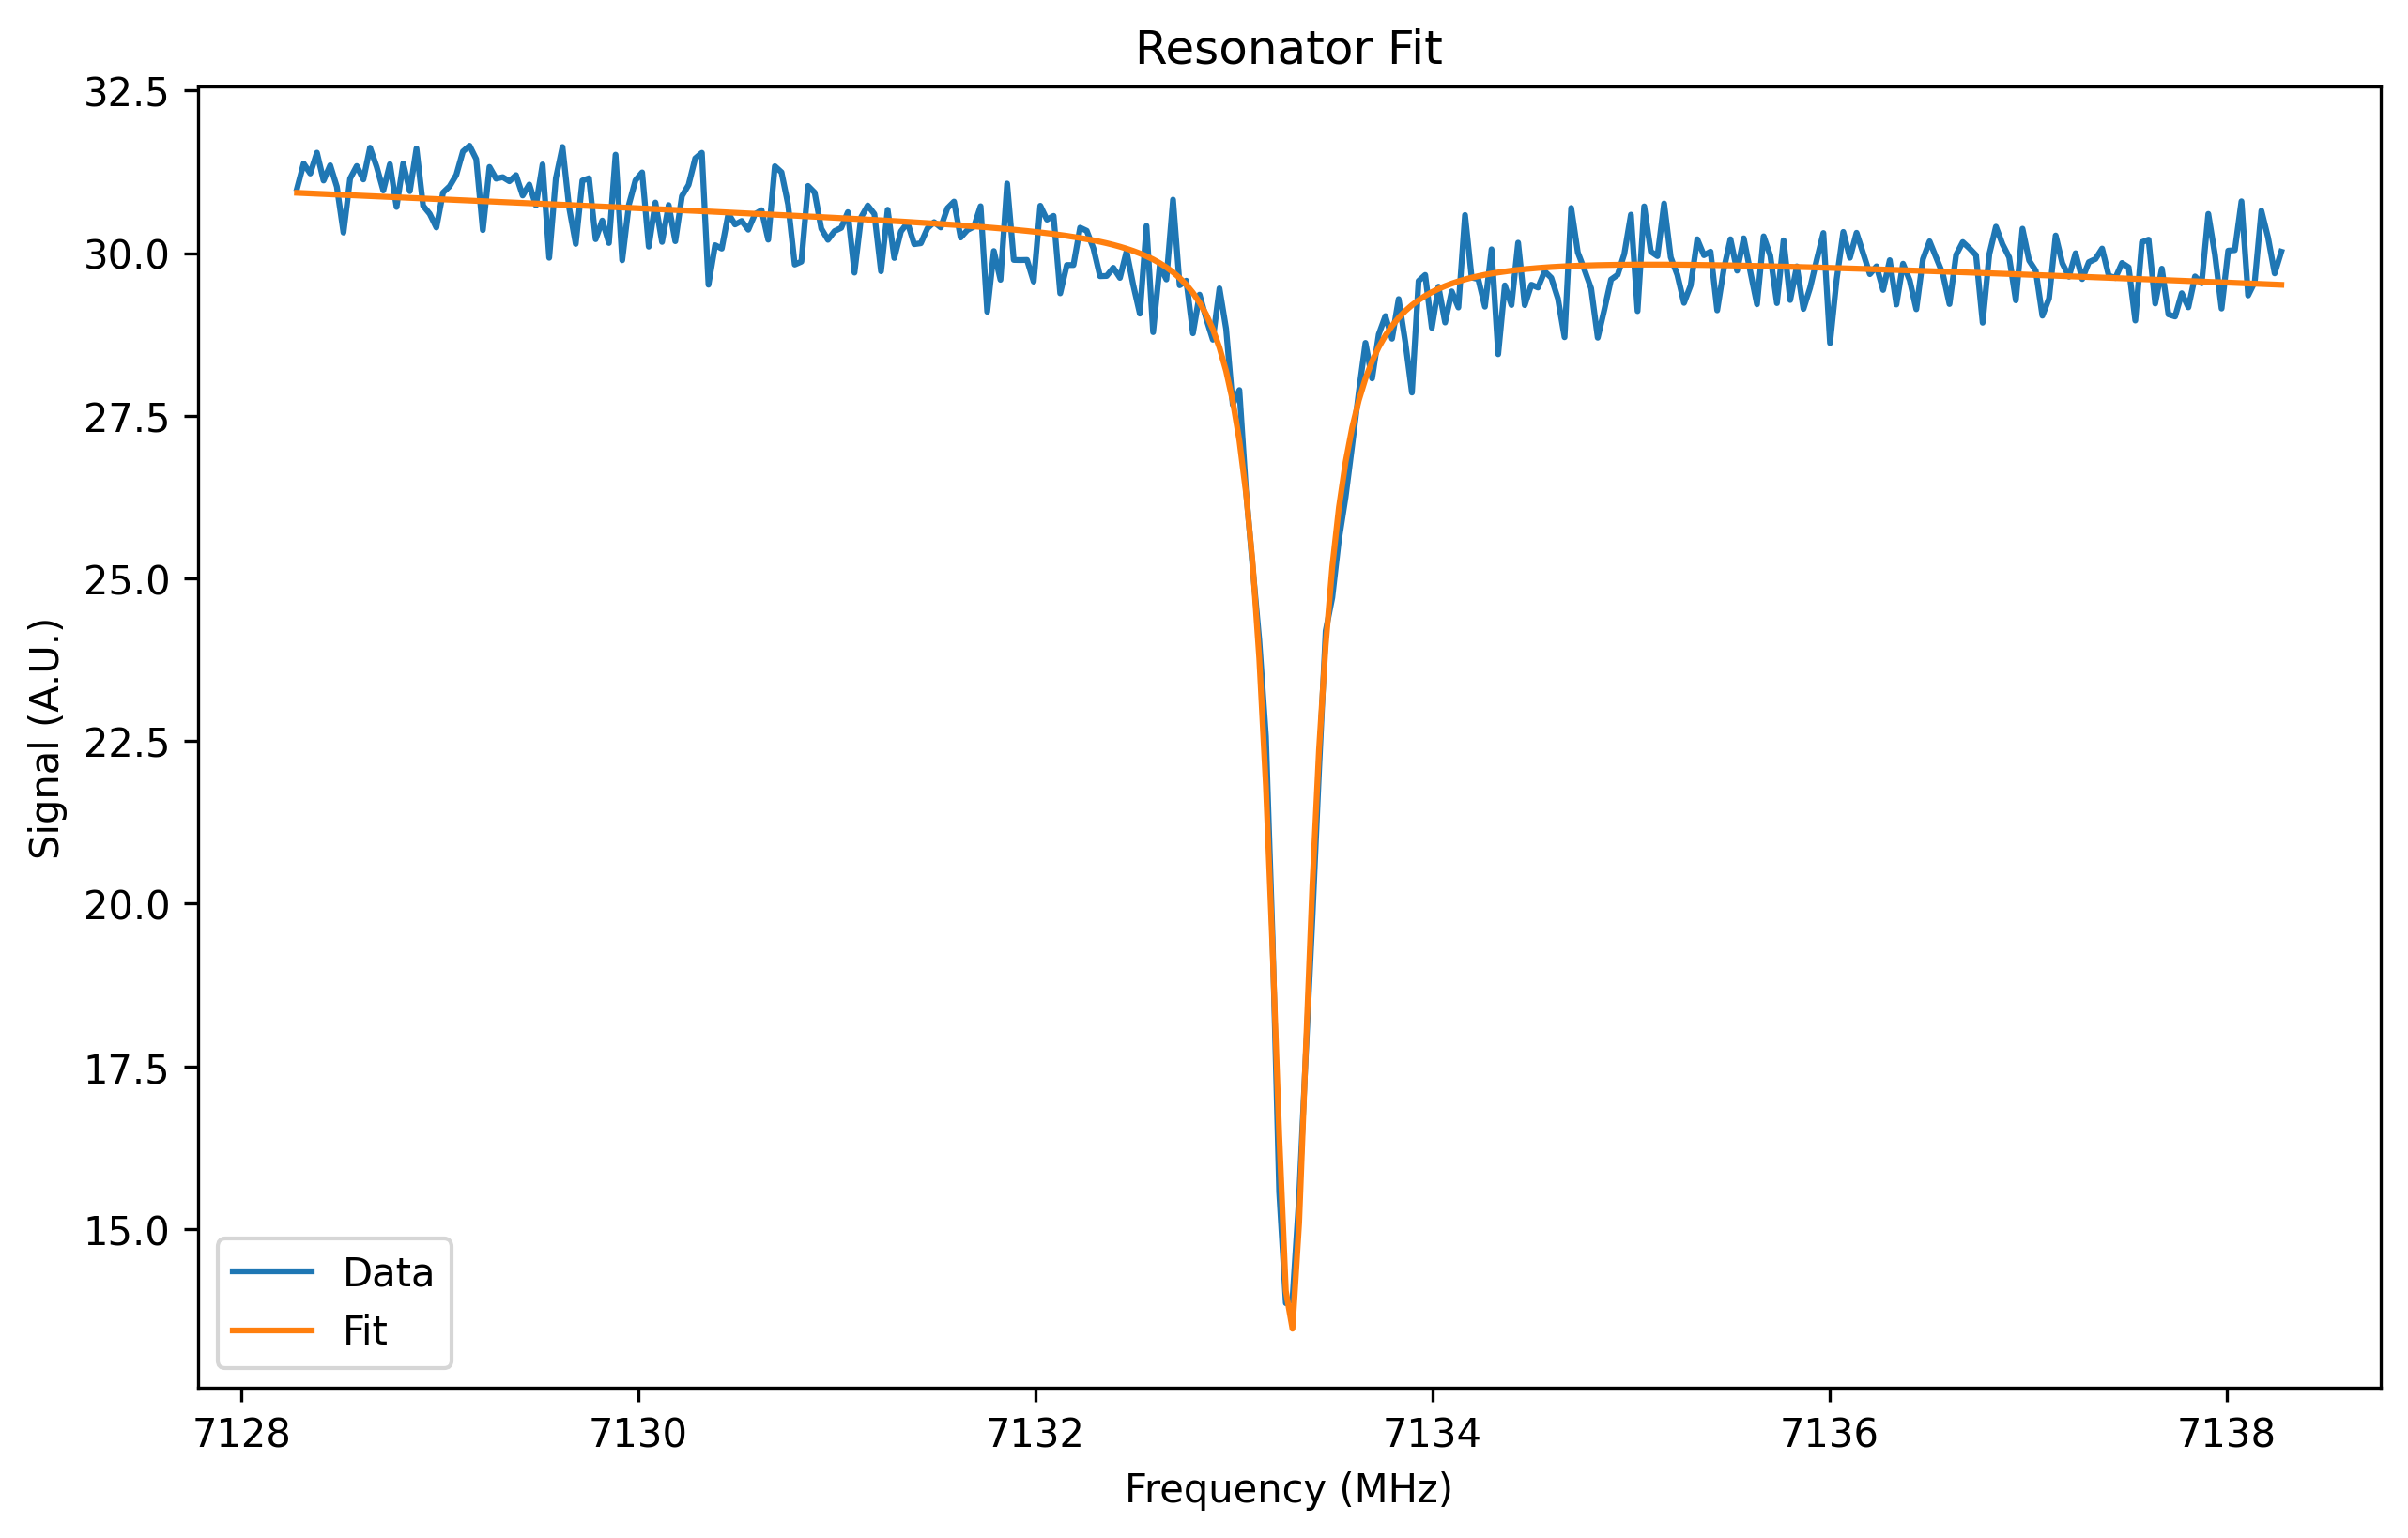 Resonator Fit
32.5
30.0
27.5
25.0
22.5
20.0
17.5
15.0
Signal (A.U.)
Data
Fit
7128 7130 7132 7134 7136 7138
Frequency (MHz)